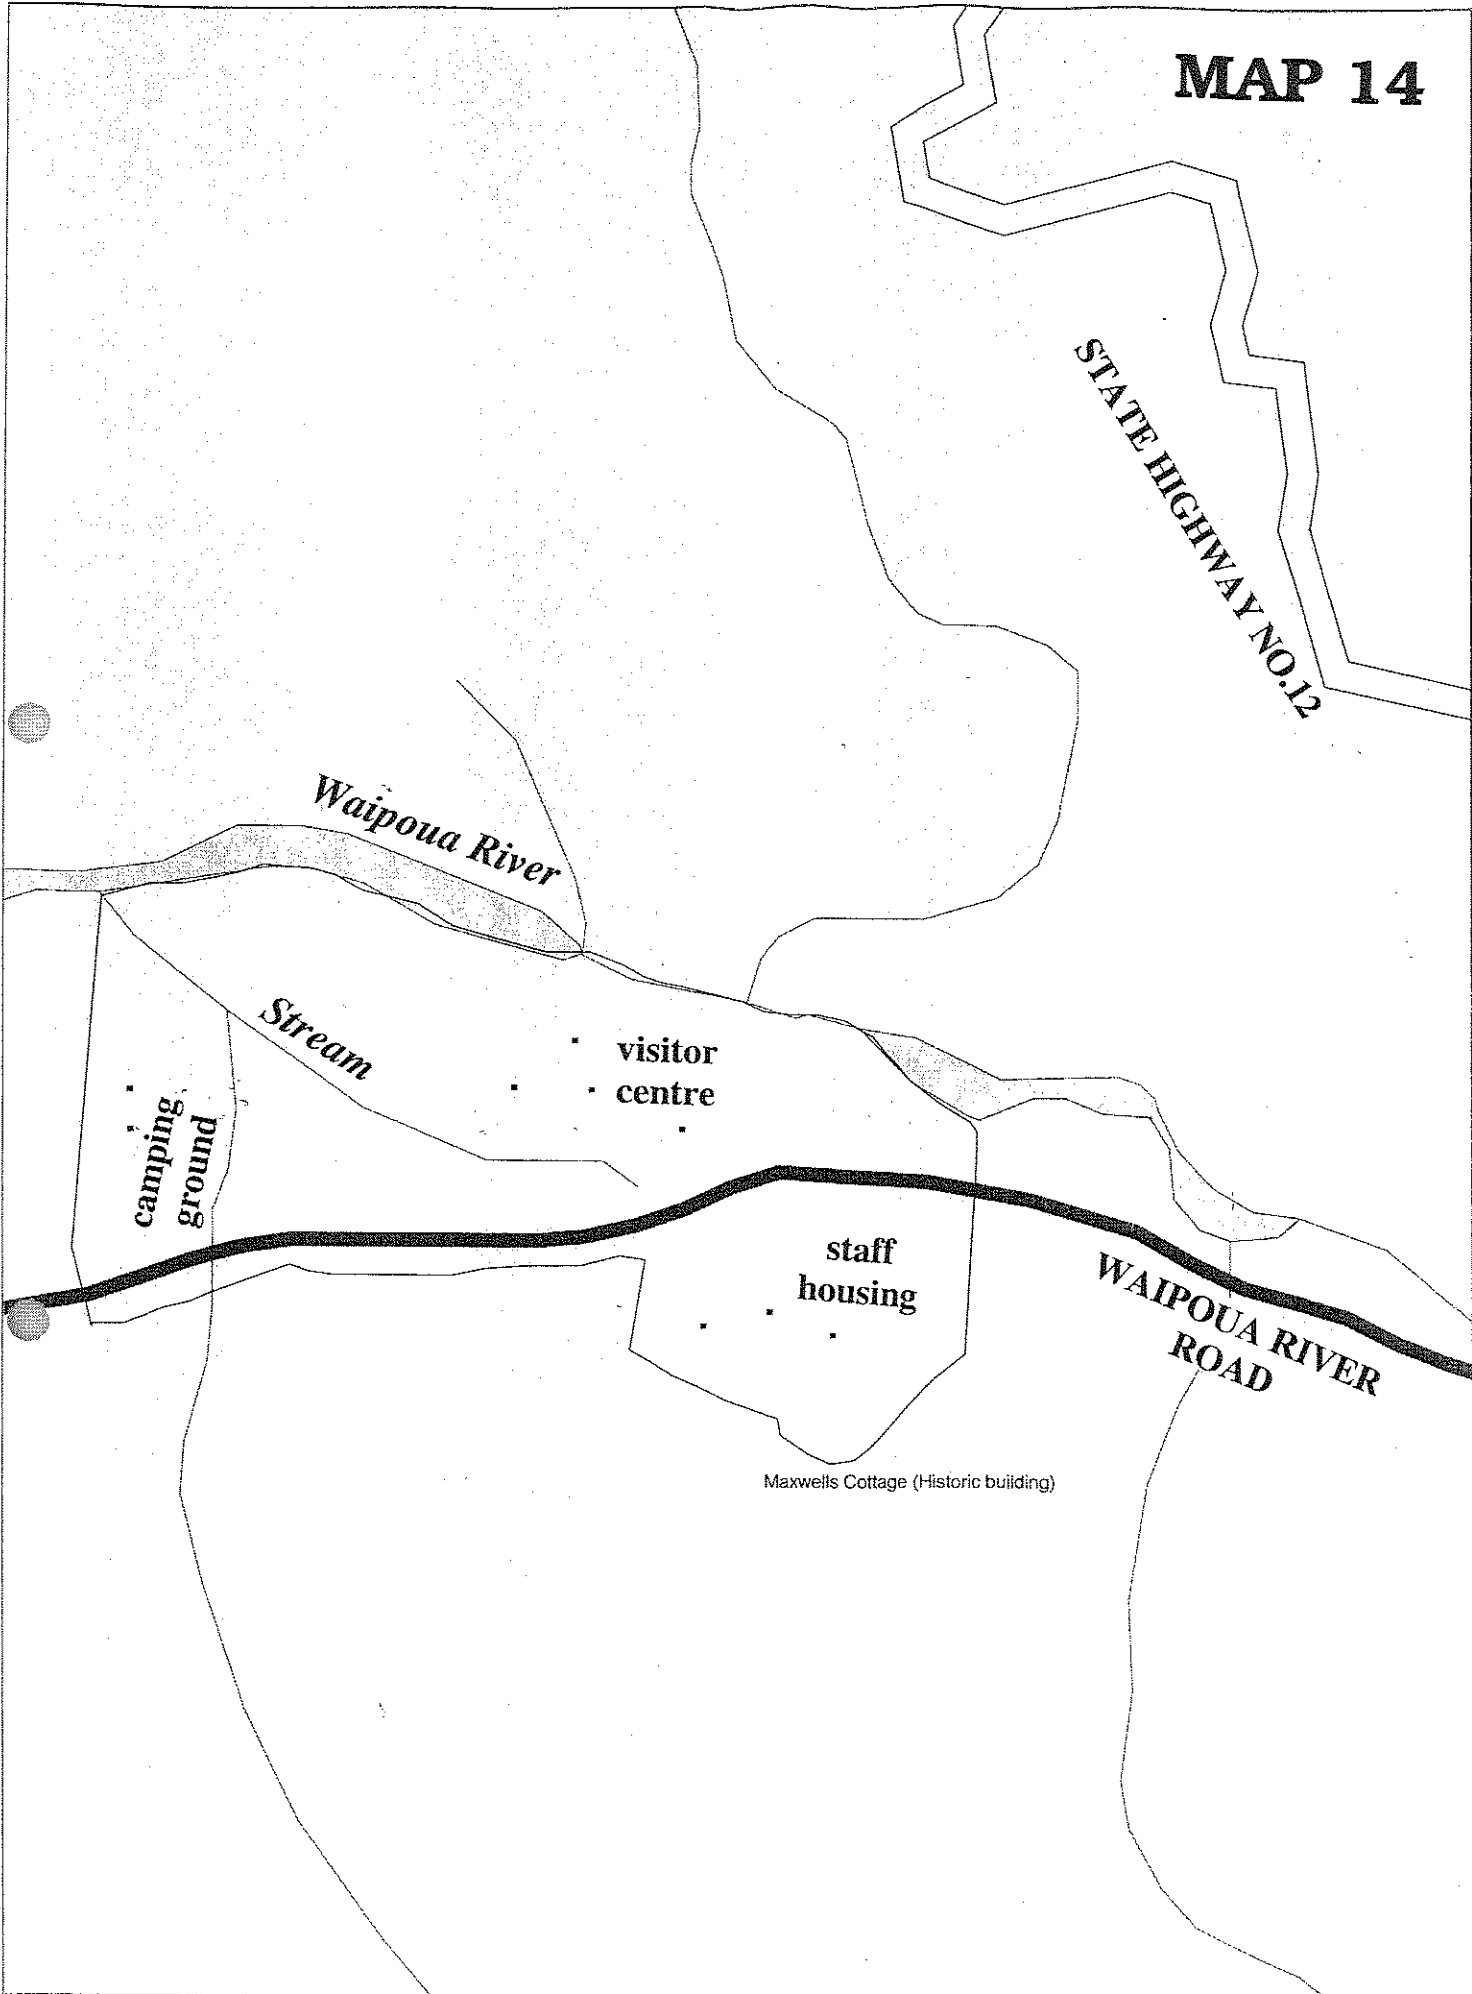 MAP 14
STATE HIGHWAY NO.12
Waipoua River
Stream
visitor
centre
camping
ground
staff
housing
WAIPOUA RIVER
ROAD
Maxwells Cottage (Historic building)